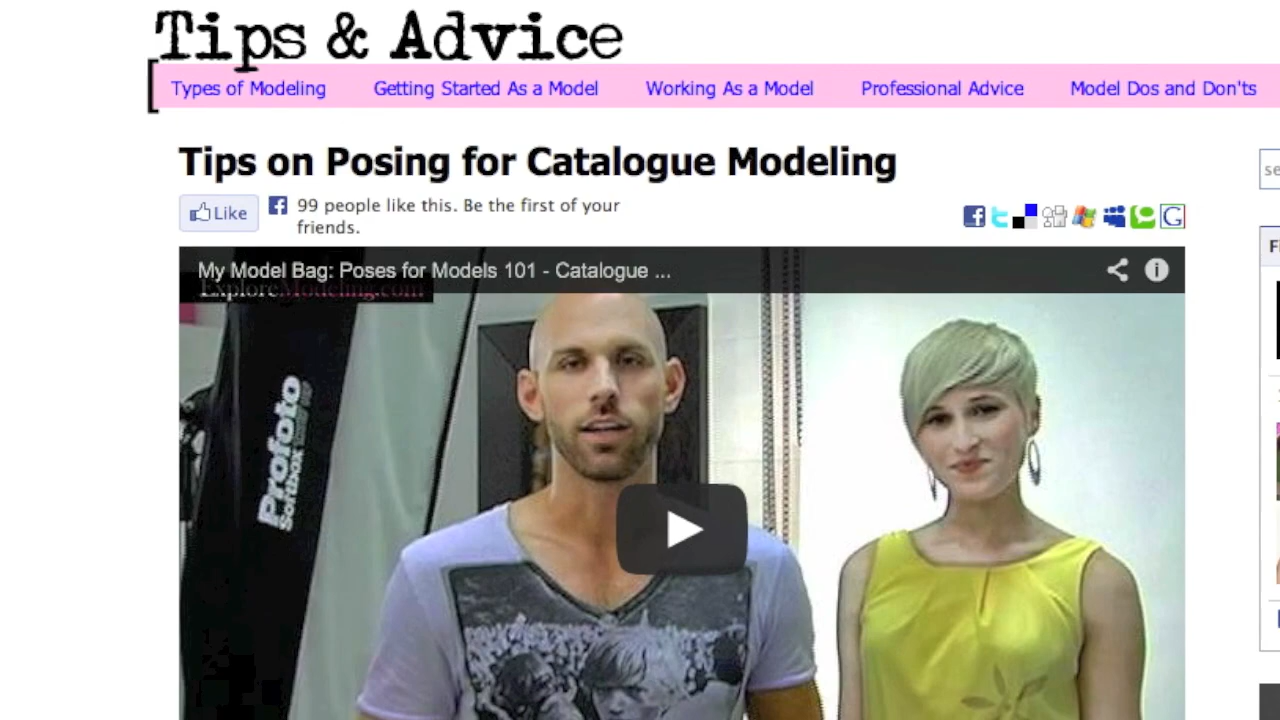 Tips & Advice
Types of Modeling Getting Started As a Model Working As a Model Professional Advice Model Dos and Don'ts
Tips on Posing for Catalogue Modeling
Like
99 people like this. Be the first of your
friends.
se
My Model Bag: Poses for Models 101 - Catalogue ...
ExploreModeling.com
F
Profoto
SOFTBOX